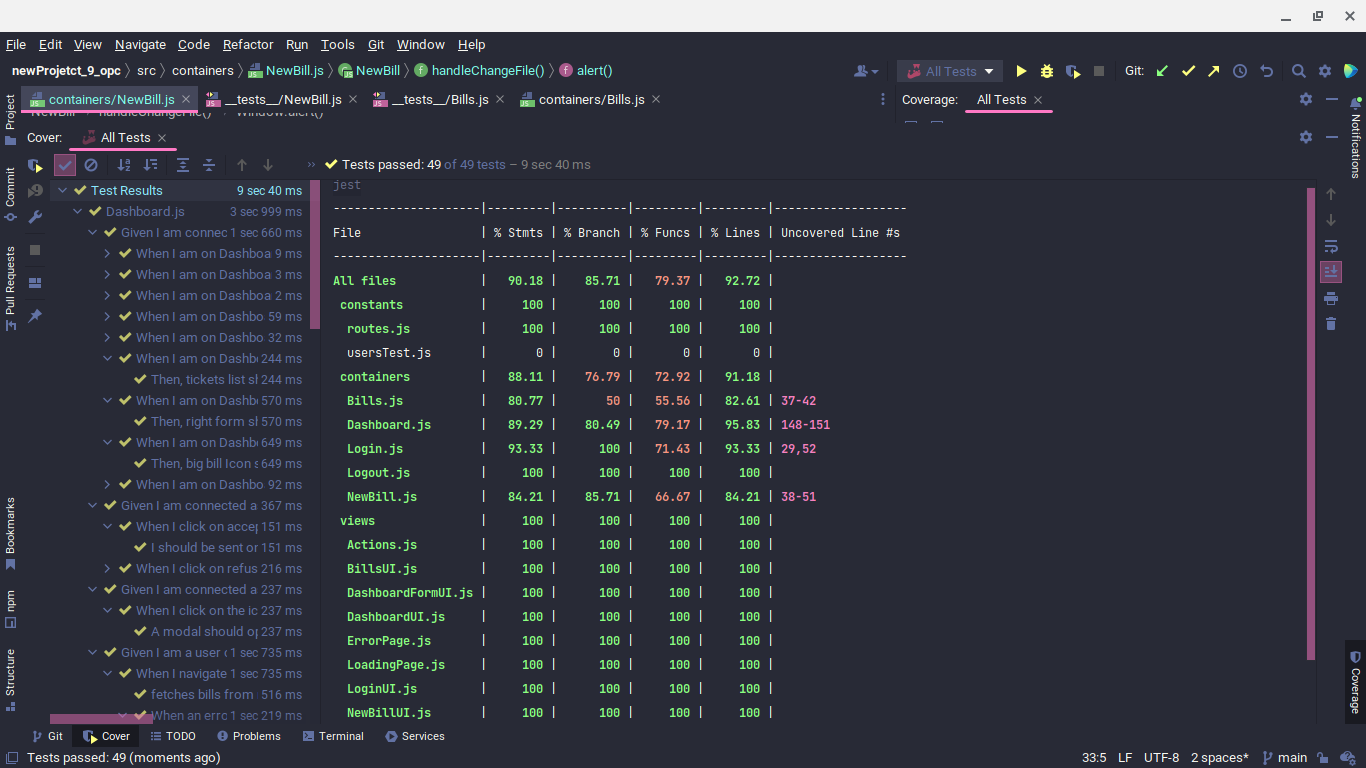 File Edit View Navigate Code Refactor Run Tools Git Window Help
newProjetct_9_opc src containers NewBill.js NewBill handleChangeFile() alert()
All Tests Git:
containers/NewBill.js __tests__/NewBill.js __tests__/Bills.js containers/Bills.js
Coverage: All Tests
NewBill handleChangeFile() Window.alert()
Cover: All Tests
Tests passed: 49 of 49 tests – 9 sec 40 ms
Project
Commit
Pull Requests
Bookmarks
npm
Structure
Test Results 9 sec 40 ms
Dashboard.js 3 sec 999 ms
Given I am connec 1 sec 660 ms
When I am on Dashboa 9 ms
When I am on Dashboa 3 ms
When I am on Dashboa 2 ms
When I am on Dashbo 59 ms
When I am on Dashbo 32 ms
When I am on Dashb 244 ms
Then, tickets list sl 244 ms
When I am on Dashb 570 ms
Then, right form sl 570 ms
When I am on Dashb 649 ms
Then, big bill Icon s 649 ms
When I am on Dashbo 92 ms
Given I am connected a 367 ms
When I click on accep 151 ms
I should be sent or 151 ms
When I click on refus 216 ms
Given I am connected a 237 ms
When I click on the ic 237 ms
A modal should op 237 ms
Given I am a user c 1 sec 735 ms
When I navigate 1 sec 735 ms
fetches bills from 516 ms
When an errc 1 sec 219 ms
jest
---------------------|---------|----------|---------|---------|-------------------
File | % Stmts | % Branch | % Funcs | % Lines | Uncovered Line #s
---------------------|---------|----------|---------|---------|-------------------
All files | 90.18 | 85.71 | 79.37 | 92.72 |
constants | 100 | 100 | 100 | 100 |
routes.js | 100 | 100 | 100 | 100 |
usersTest.js | 0 | 0 | 0 | 0 |
containers | 88.11 | 76.79 | 72.92 | 91.18 |
Bills.js | 80.77 | 50 | 55.56 | 82.61 | 37-42
Dashboard.js | 89.29 | 80.49 | 79.17 | 95.83 | 148-151
Login.js | 93.33 | 100 | 71.43 | 93.33 | 29,52
Logout.js | 100 | 100 | 100 | 100 |
NewBill.js | 84.21 | 85.71 | 66.67 | 84.21 | 38-51
views | 100 | 100 | 100 | 100 |
Actions.js | 100 | 100 | 100 | 100 |
BillsUI.js | 100 | 100 | 100 | 100 |
DashboardFormUI.js | 100 | 100 | 100 | 100 |
DashboardUI.js | 100 | 100 | 100 | 100 |
ErrorPage.js | 100 | 100 | 100 | 100 |
LoadingPage.js | 100 | 100 | 100 | 100 |
LoginUI.js | 100 | 100 | 100 | 100 |
NewBillUI.js | 100 | 100 | 100 | 100 |
Notifications
Coverage
Git Cover TODO Problems Terminal Services
Tests passed: 49 (moments ago)
33:5 LF UTF-8 2 spaces* main